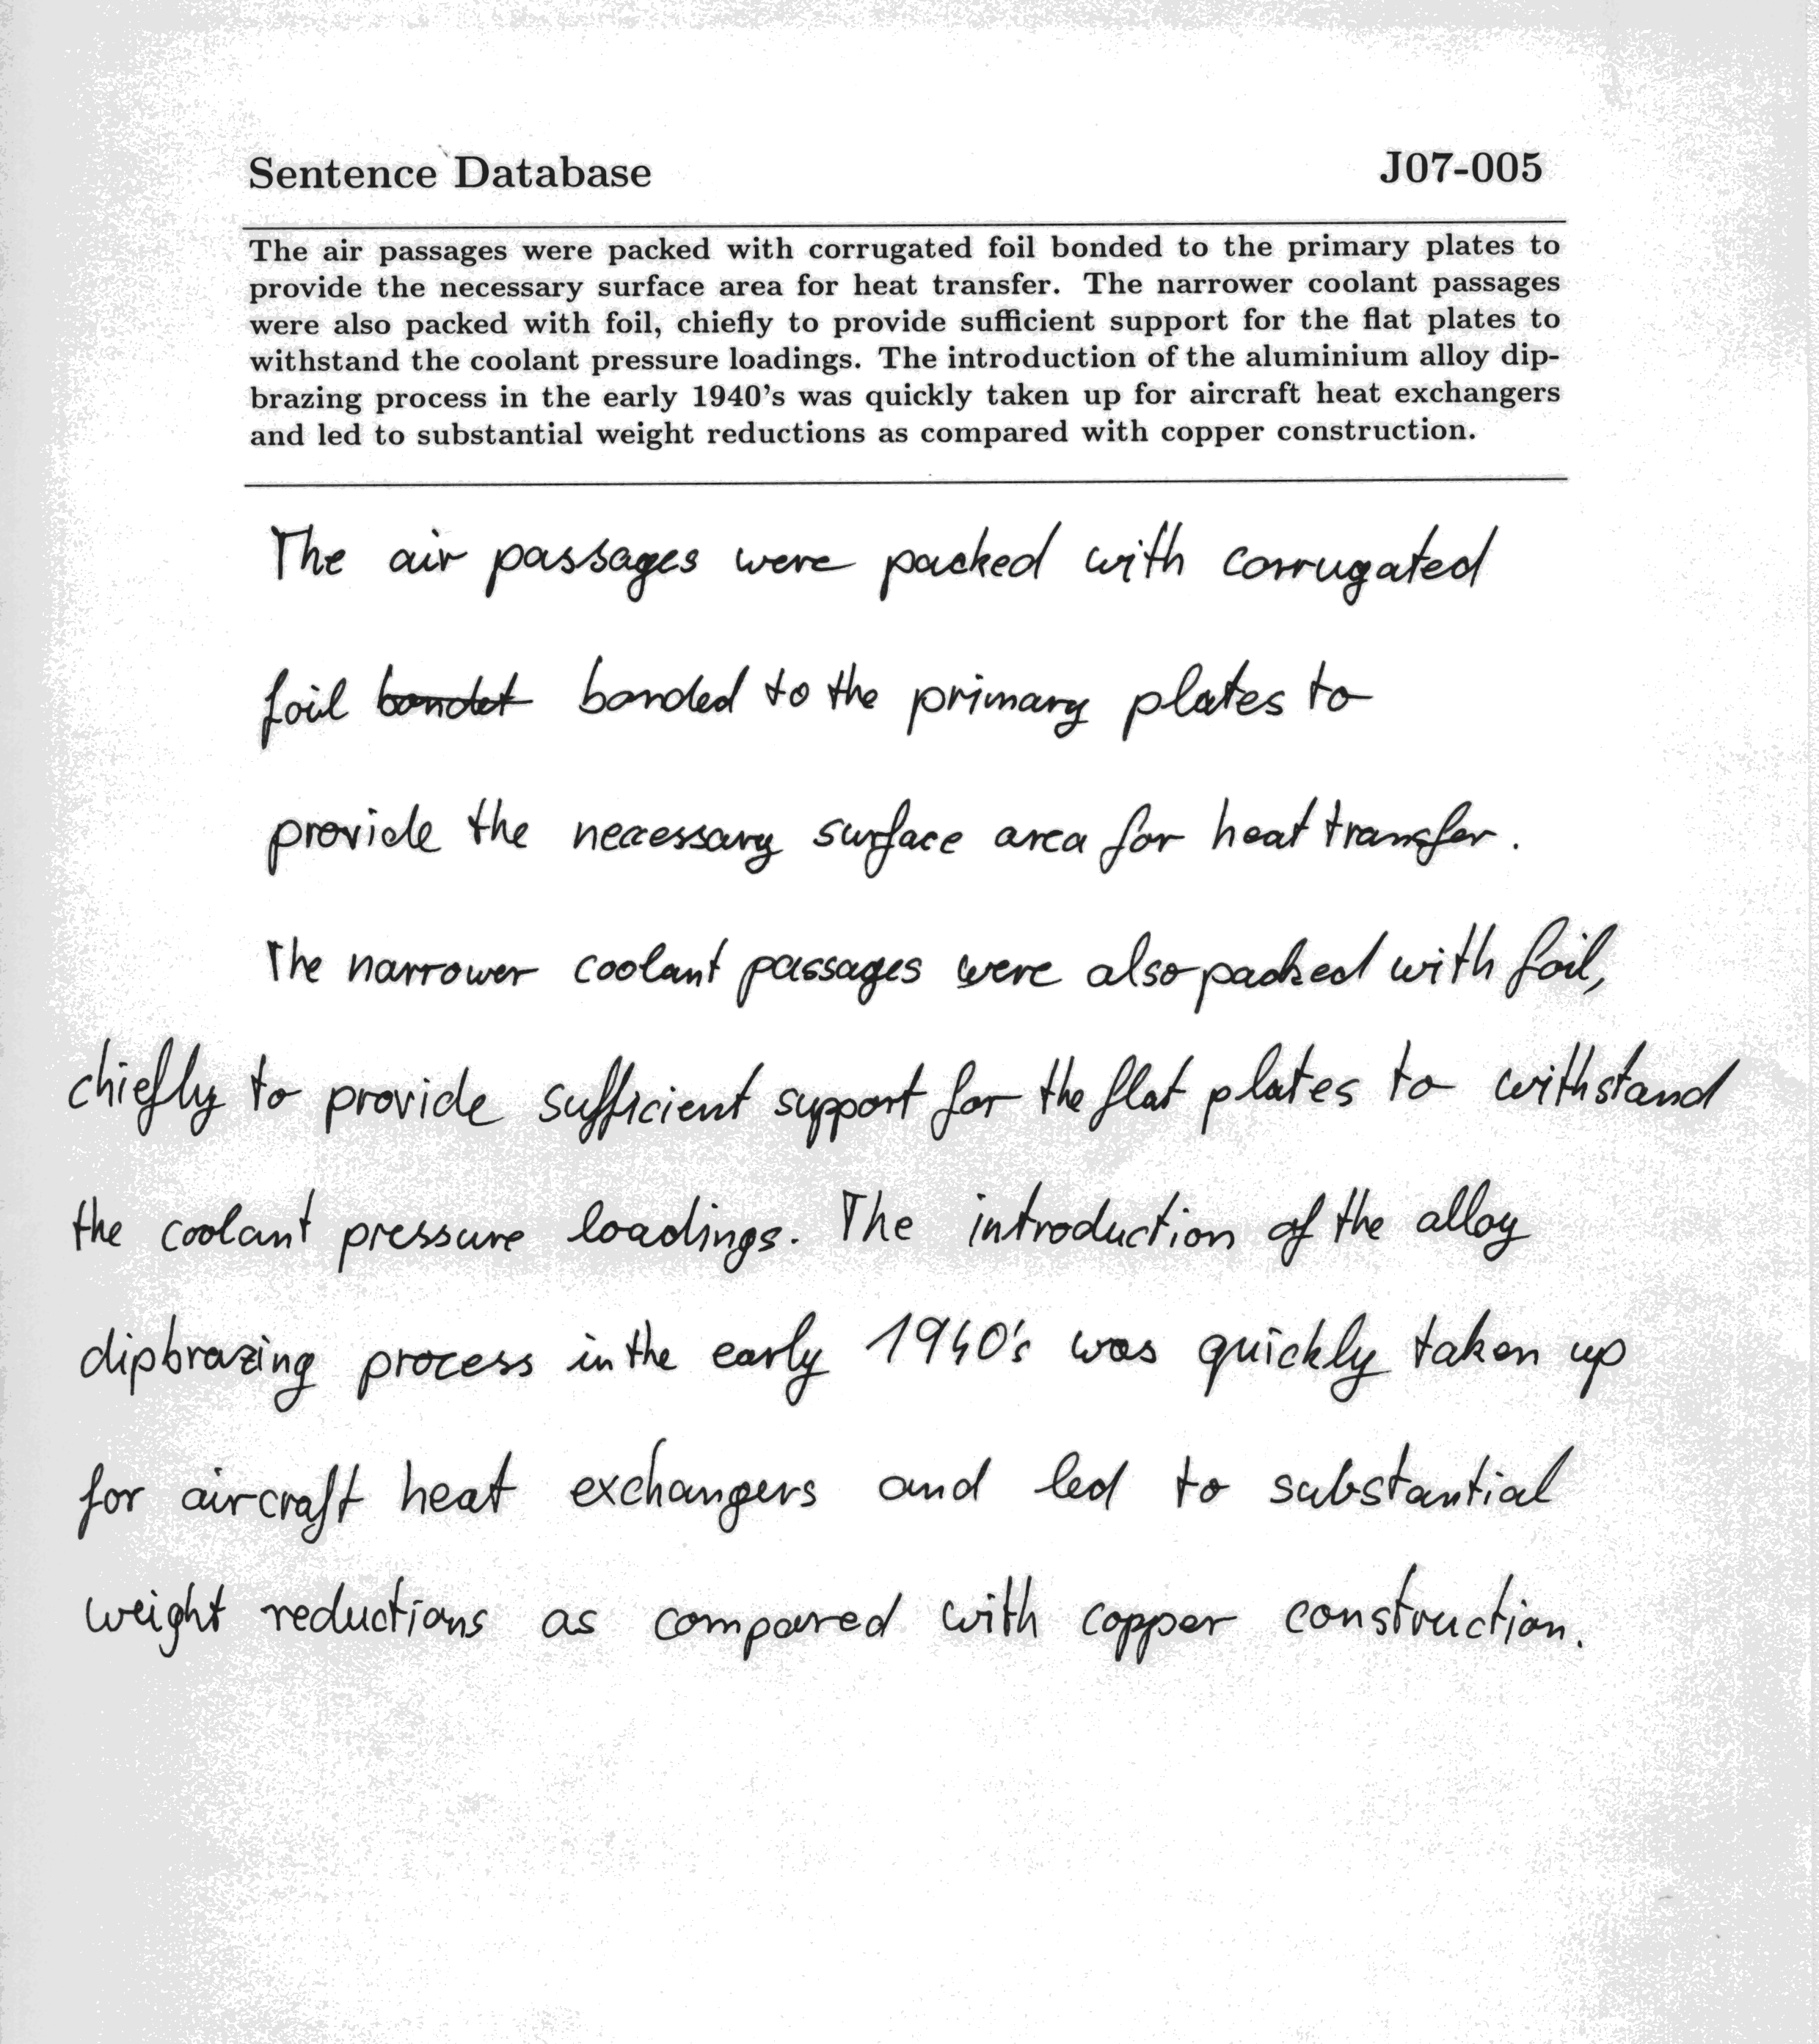 Sentence Database J07-005
The air passages were packed with corrugated foil bonded to the primary plates to
provide the necessary surface area for heat transfer. The narrower coolant passages
were also packed with foil, chiefly to provide sufficient support for the flat plates to
withstand the coolant pressure loadings. The introduction of the aluminium alloy dip-
brazing process in the early 1940's was quickly taken up for aircraft heat exchangers
and led to substantial weight reductions as compared with copper construction.
The air passages were packed with corrugated
foil bondet bonded to the primary plates to
provide the necessary surface area for heat transfer.
The narrower coolant passages were also packed with foil,
chiefly to provide sufficient support for the flat plates to withstand
the coolant pressure loadings. The introduction of the alloy
dipbrazing process in the early 1940's was quickly taken up
for aircraft heat exchangers and led to substantial
weight reductions as compared with copper construction.